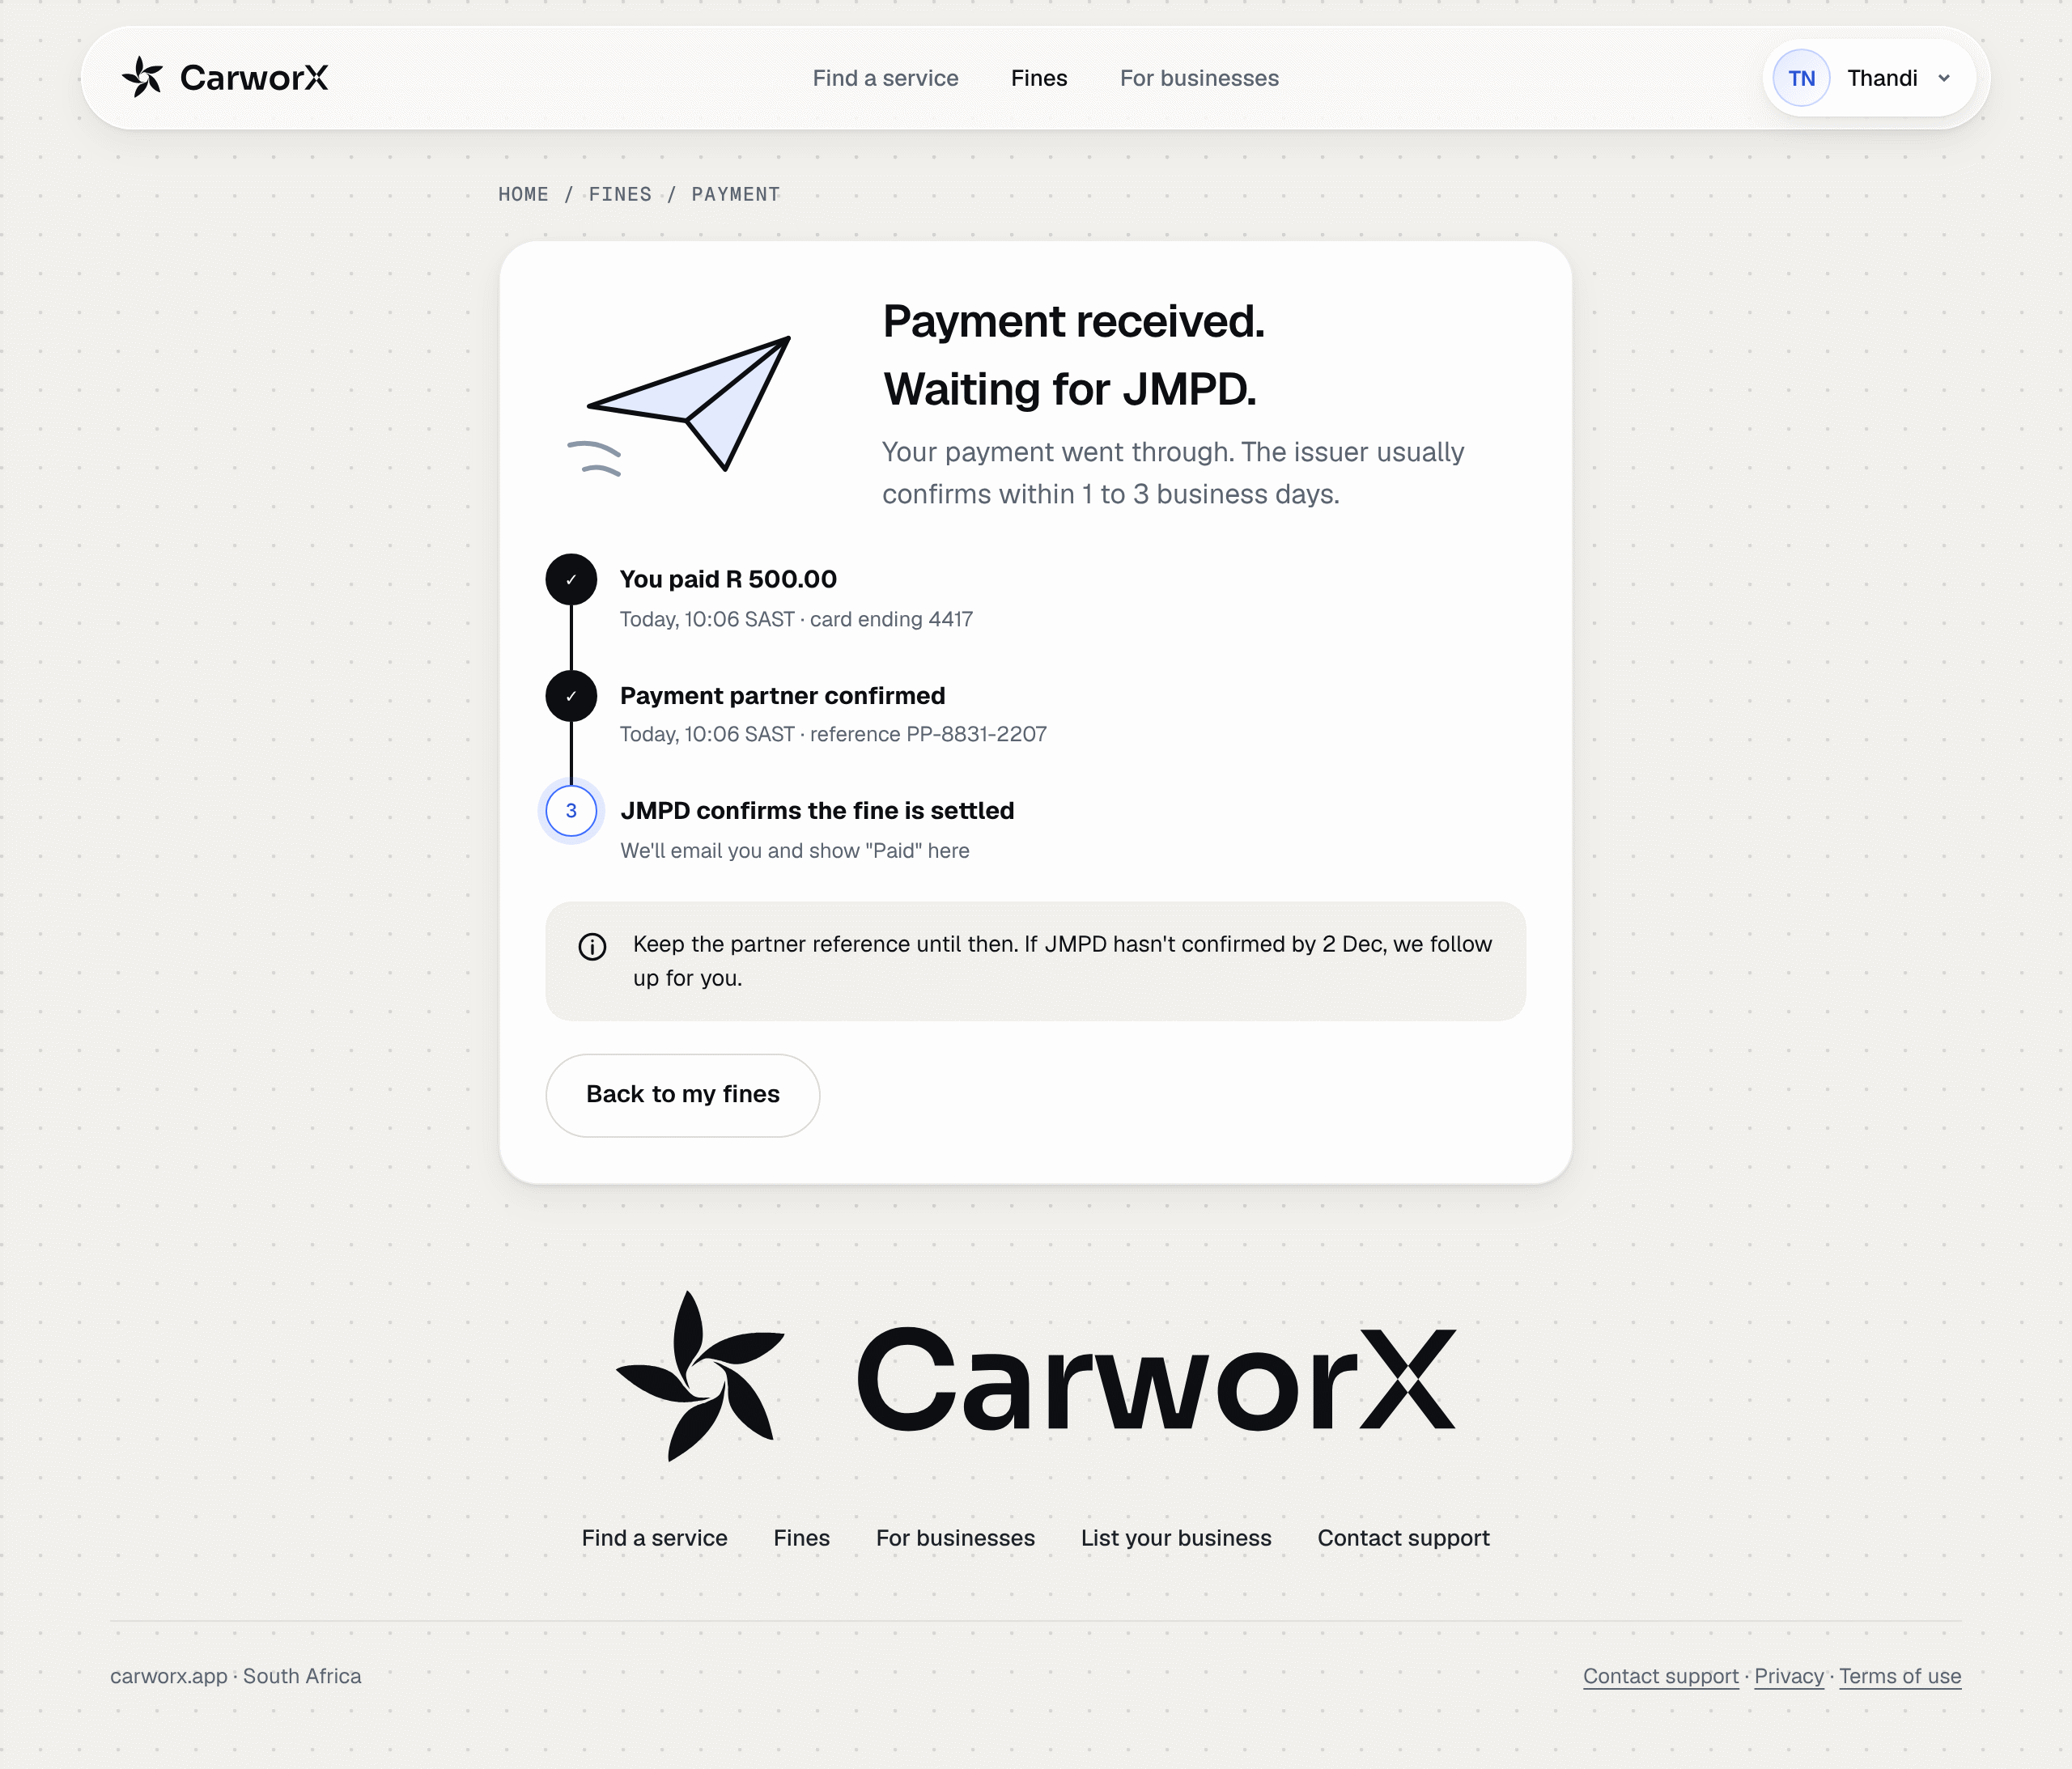 CarworX
Find a service
Fines
For businesses
TN
Thandi
HOME / FINES / PAYMENT
Payment received.
Waiting for JMPD.
Your payment went through. The issuer usually
confirms within 1 to 3 business days.
✓
You paid R 500.00
Today, 10:06 SAST · card ending 4417
✓
Payment partner confirmed
Today, 10:06 SAST · reference PP-8831-2207
3
JMPD confirms the fine is settled
We'll email you and show "Paid" here
Keep the partner reference until then. If JMPD hasn't confirmed by 2 Dec, we follow
up for you.
Back to my fines
CarworX
Find a service
Fines
For businesses
List your business
Contact support
carworx.app · South Africa
Contact support · Privacy · Terms of use